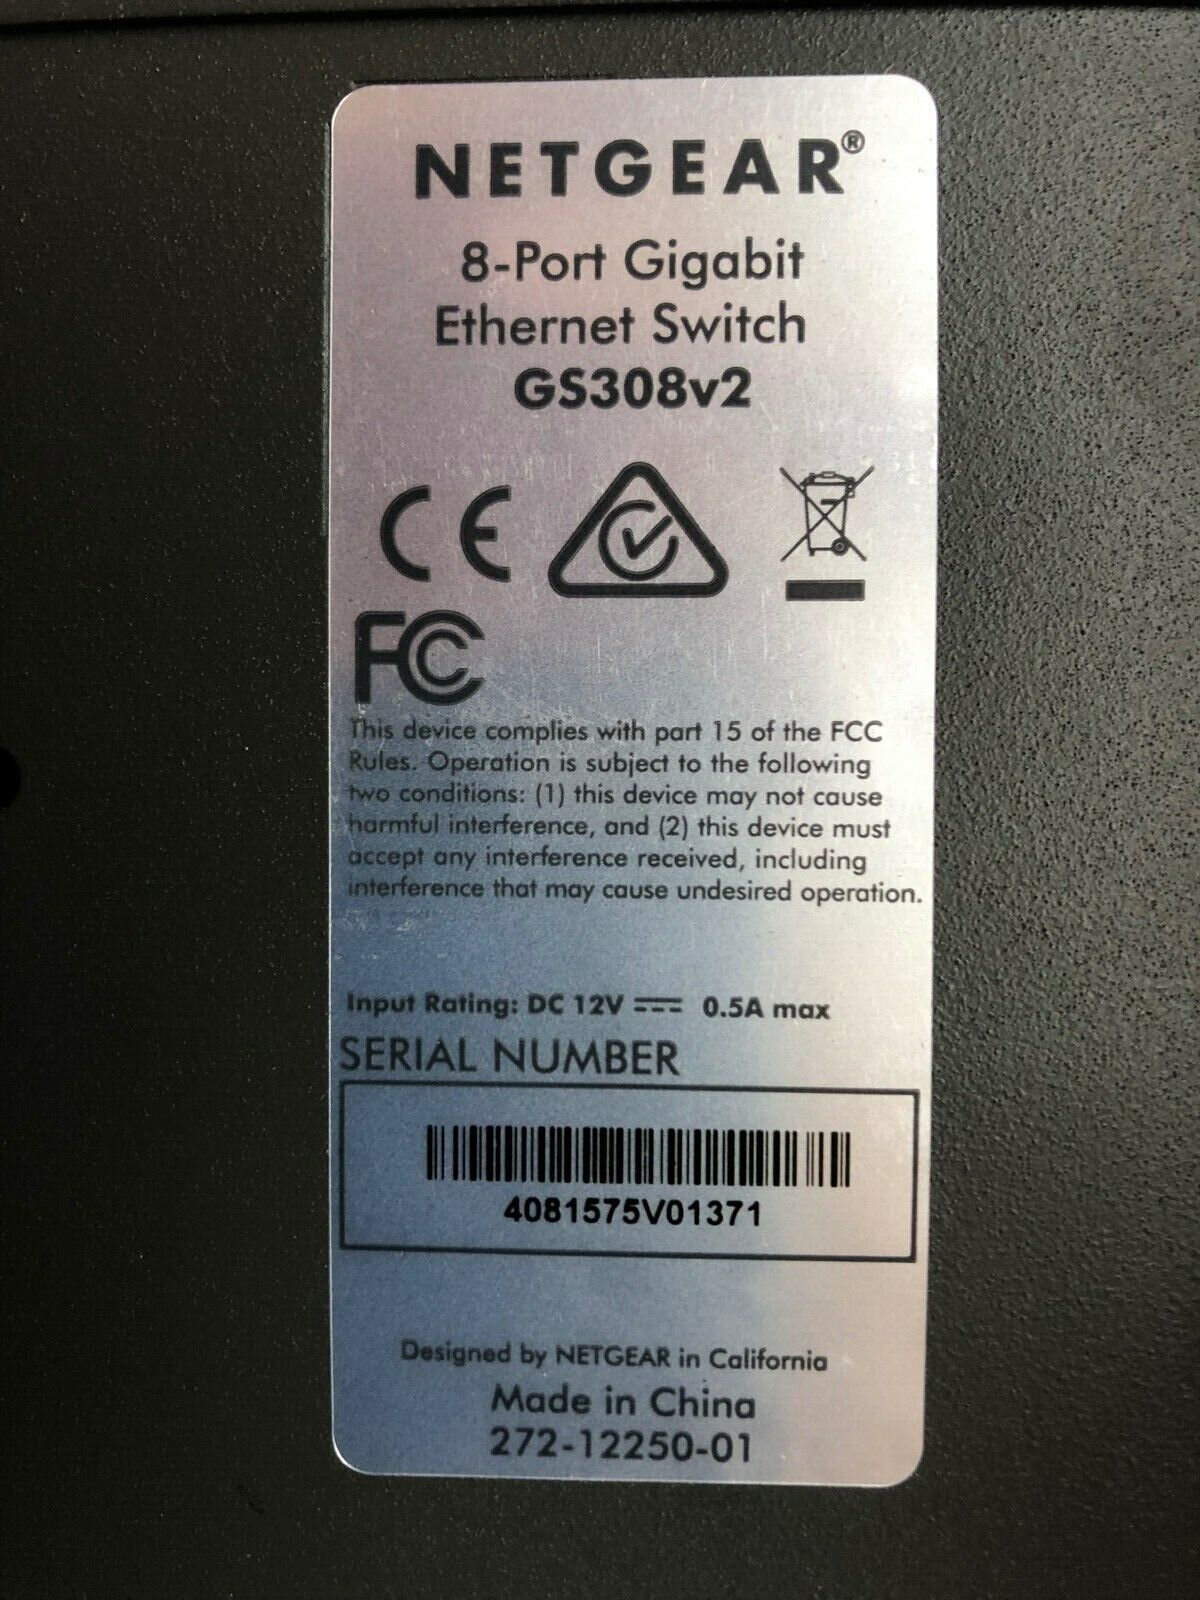 NETGEAR®
8-Port Gigabit
Ethernet Switch
GS308v2
CE
FC
This device complies with part 15 of the FCC
Rules. Operation is subject to the following
two conditions: (1) this device may not cause
harmful interference, and (2) this device must
accept any interference received, including
interference that may cause undesired operation.
Input Rating: DC 12V ⎓ 0.5A max
SERIAL NUMBER
4081575V01371
Designed by NETGEAR in California
Made in China
272-12250-01